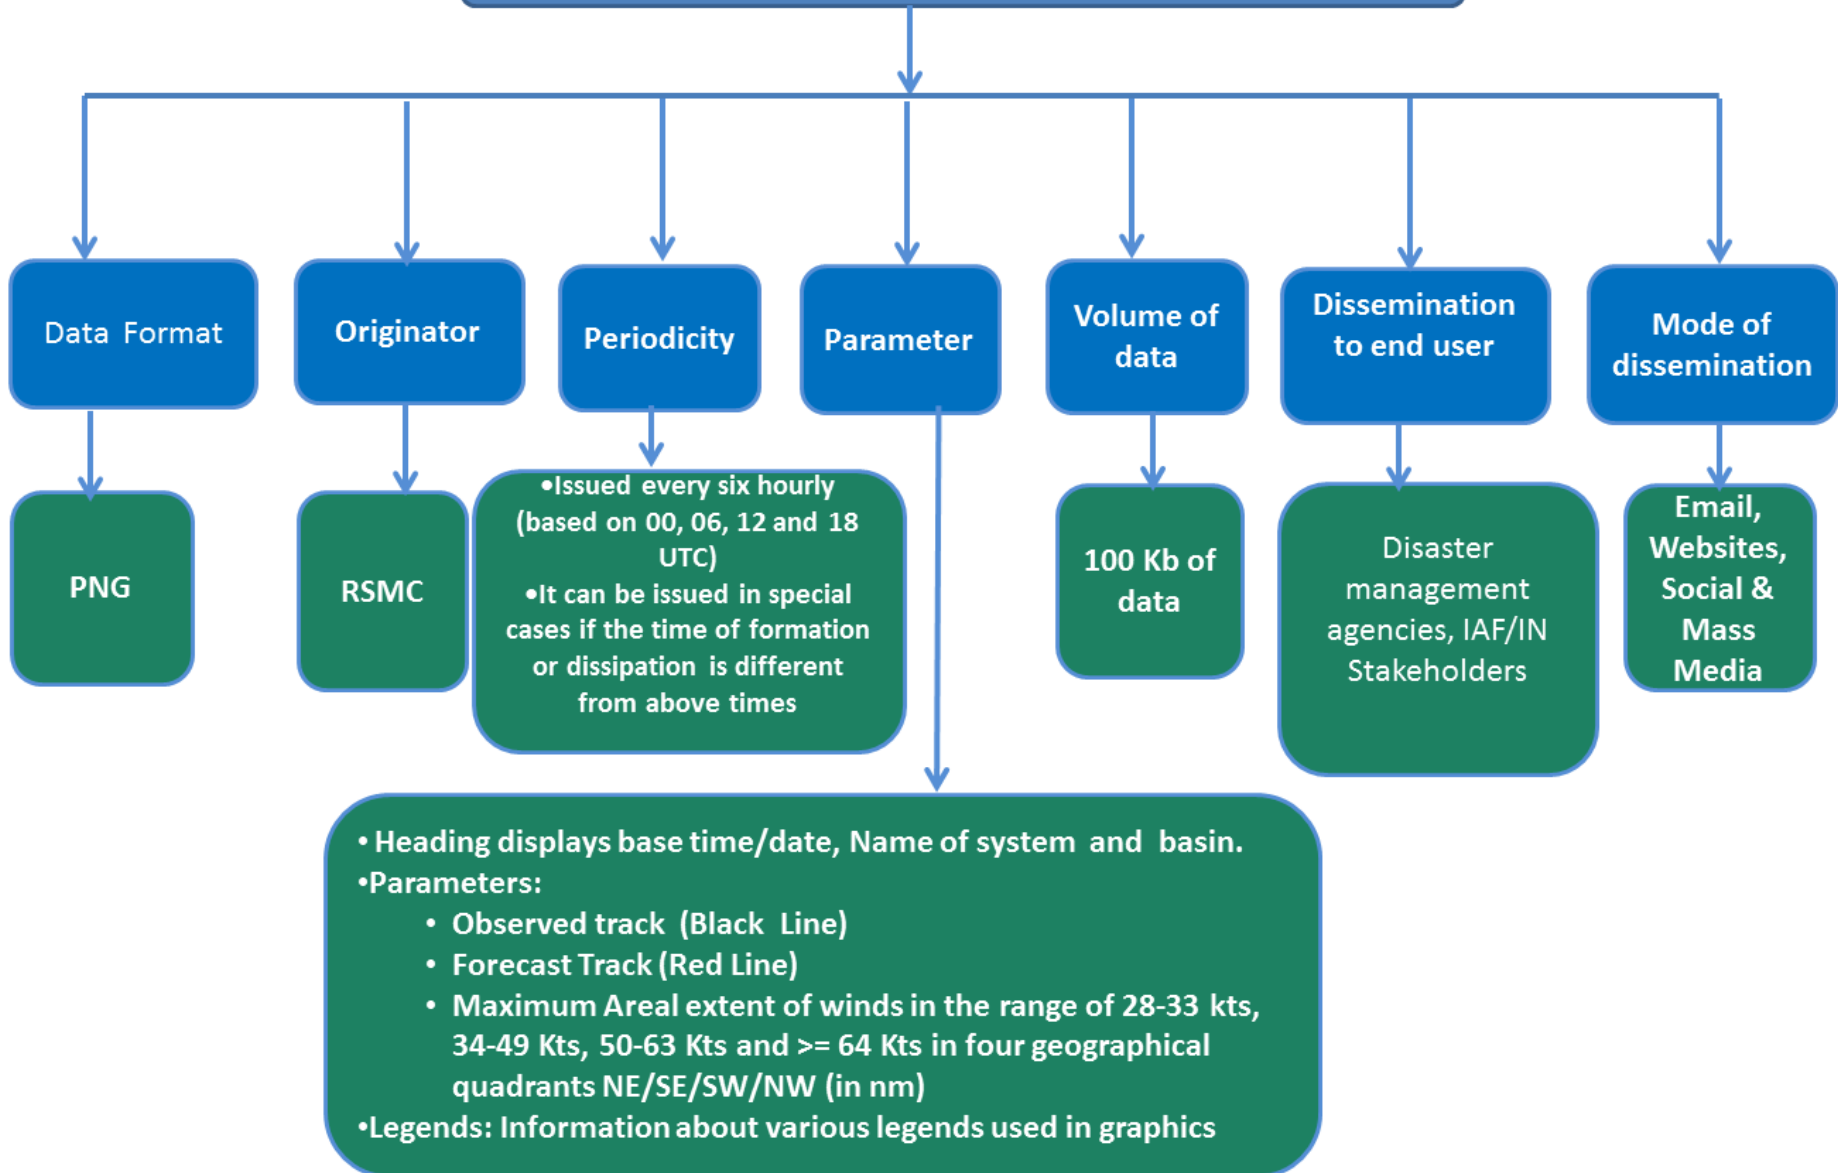 Data Format
Originator
Periodicity
Parameter
Volume of
data
Dissemination
to end user
Mode of
dissemination
PNG
RSMC
•Issued every six hourly
(based on 00, 06, 12 and 18
UTC)
•It can be issued in special
cases if the time of formation
or dissipation is different
from above times
100 Kb of
data
Disaster
management
agencies, IAF/IN
Stakeholders
Email,
Websites,
Social &
Mass
Media
• Heading displays base time/date, Name of system and basin.
•Parameters:
• Observed track (Black Line)
• Forecast Track (Red Line)
• Maximum Areal extent of winds in the range of 28-33 kts,
34-49 Kts, 50-63 Kts and >= 64 Kts in four geographical
quadrants NE/SE/SW/NW (in nm)
•Legends: Information about various legends used in graphics